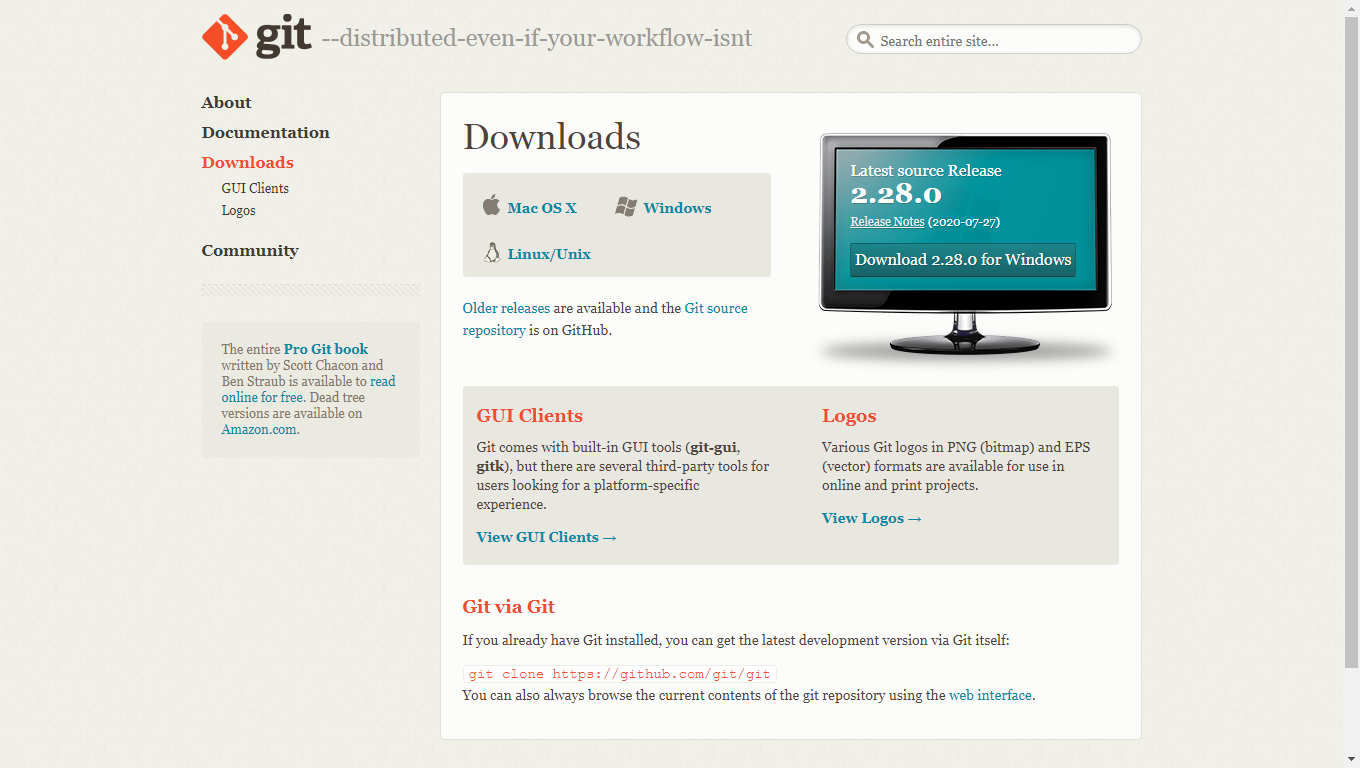 git --distributed-even-if-your-workflow-isnt
Search entire site...
About
Documentation
Downloads
GUI Clients
Logos
Community
The entire Pro Git book
written by Scott Chacon and
Ben Straub is available to read
online for free. Dead tree
versions are available on
Amazon.com.
Downloads
Mac OS X
Windows
Linux/Unix
Older releases are available and the Git source
repository is on GitHub.
Latest source Release
2.28.0
Release Notes (2020-07-27)
Download 2.28.0 for Windows
GUI Clients
Git comes with built-in GUI tools (git-gui,
gitk), but there are several third-party tools for
users looking for a platform-specific
experience.
View GUI Clients →
Logos
Various Git logos in PNG (bitmap) and EPS
(vector) formats are available for use in
online and print projects.
View Logos →
Git via Git
If you already have Git installed, you can get the latest development version via Git itself:
git clone https://github.com/git/git
You can also always browse the current contents of the git repository using the web interface.